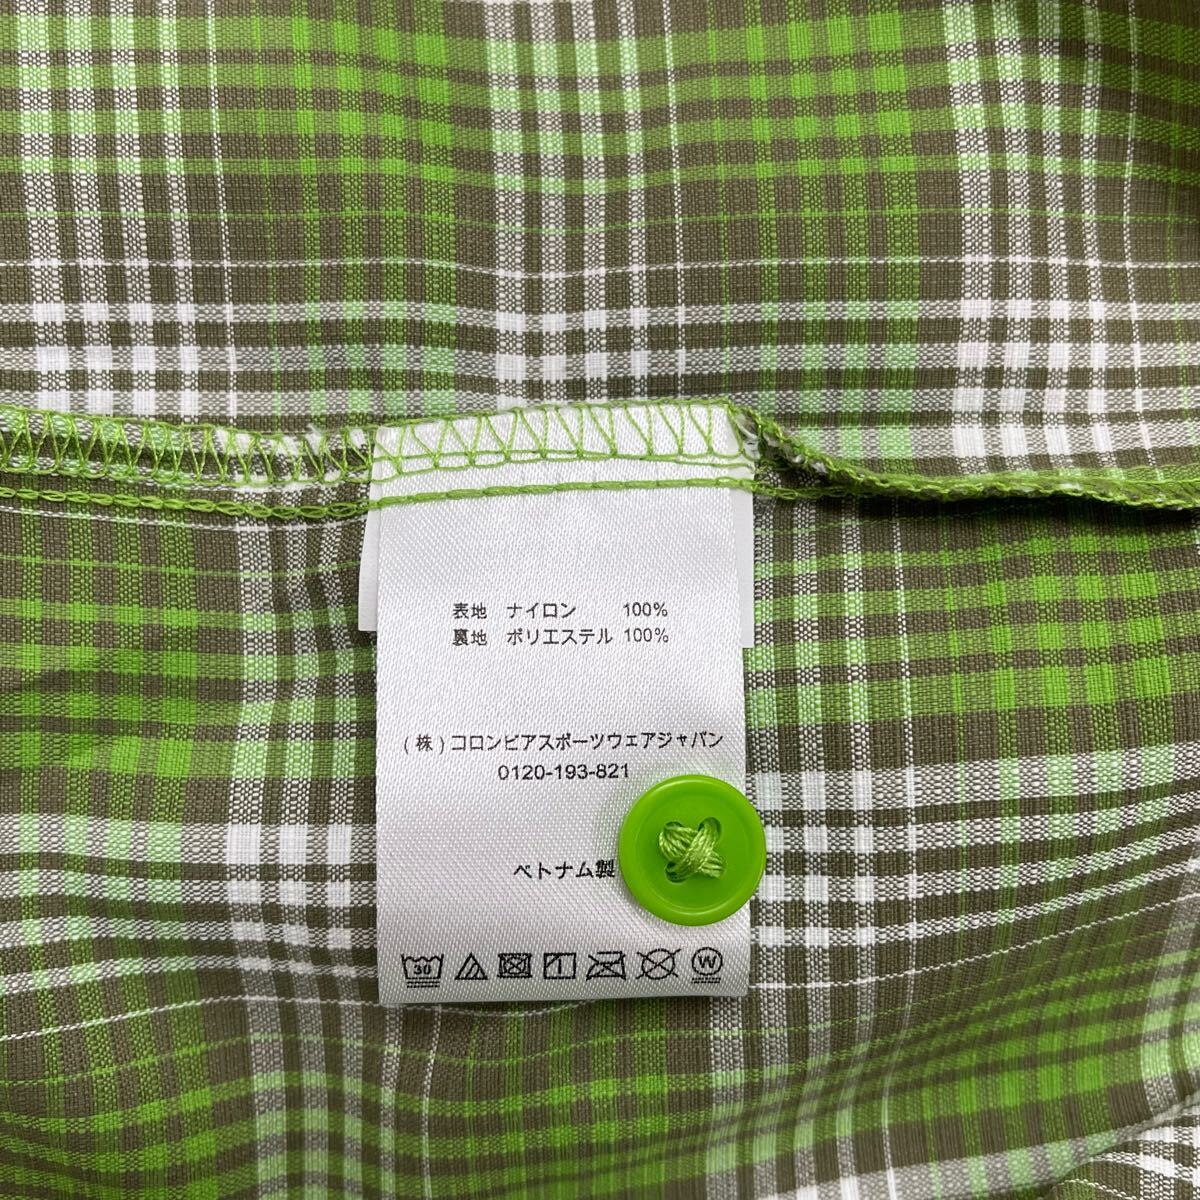 表地 ナイロン 100%
裏地 ポリエステル 100%
(株)コロンビアスポーツウェアジャパン
0120-193-821
ベトナム製
30 W